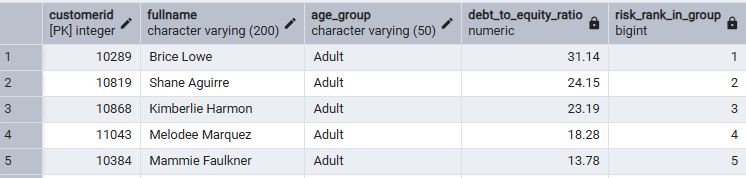 customerid fullname age_group debt_to_equity_ratio risk_rank_in_group
[PK] integer character varying (200) character varying (50) numeric bigint
1 10289 Brice Lowe Adult 31.14 1
2 10819 Shane Aguirre Adult 24.15 2
3 10868 Kimberlie Harmon Adult 23.19 3
4 11043 Melodee Marquez Adult 18.28 4
5 10384 Mammie Faulkner Adult 13.78 5